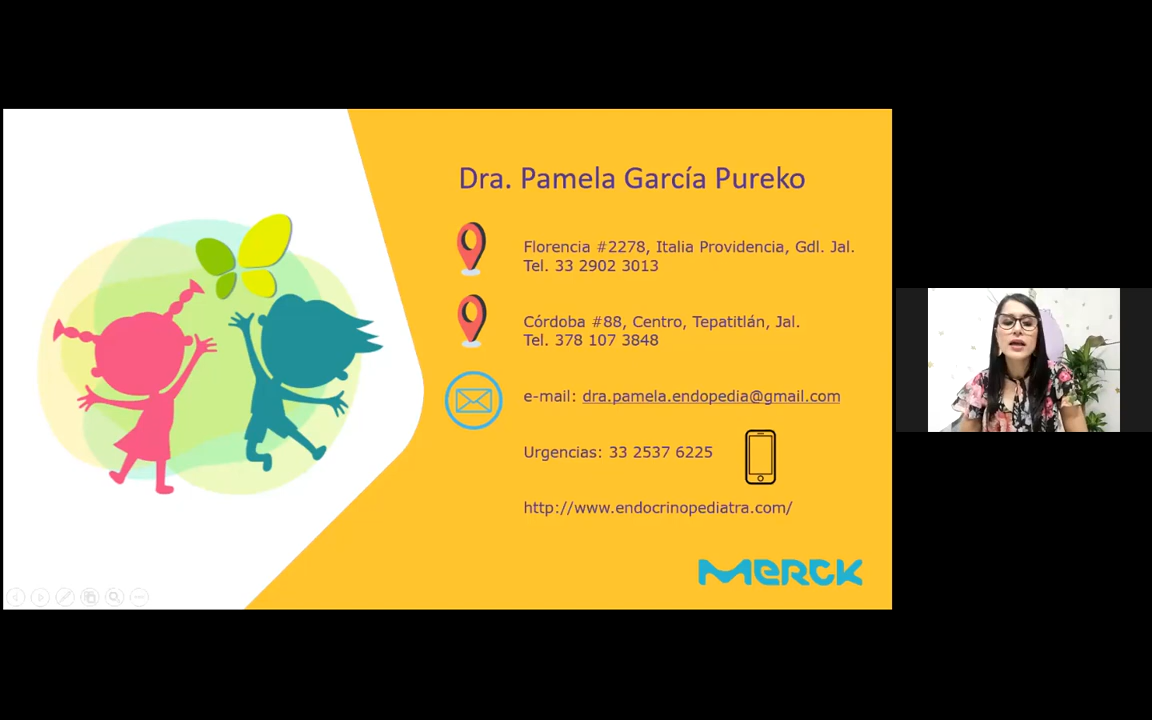 Dra. Pamela García Pureko
Florencia #2278, Italia Providencia, Gdl. Jal.
Tel. 33 2902 3013
Córdoba #88, Centro, Tepatitlán, Jal.
Tel. 378 107 3848
e-mail: dra.pamela.endopedia@gmail.com
Urgencias: 33 2537 6225
http://www.endocrinopediatra.com/
MERCK